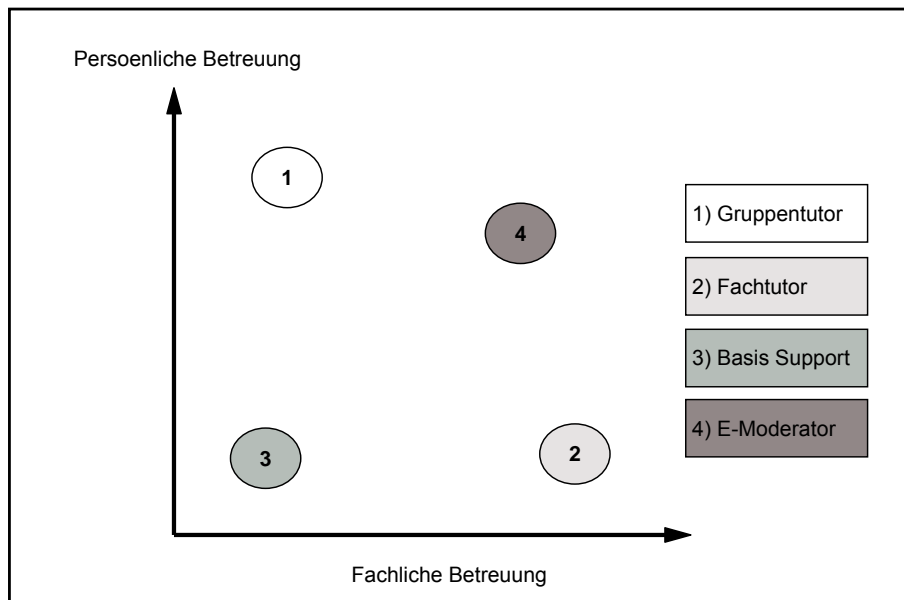 Persoenliche Betreuung
1
4
1) Gruppentutor
2) Fachtutor
3) Basis Support
4) E-Moderator
3
2
Fachliche Betreuung